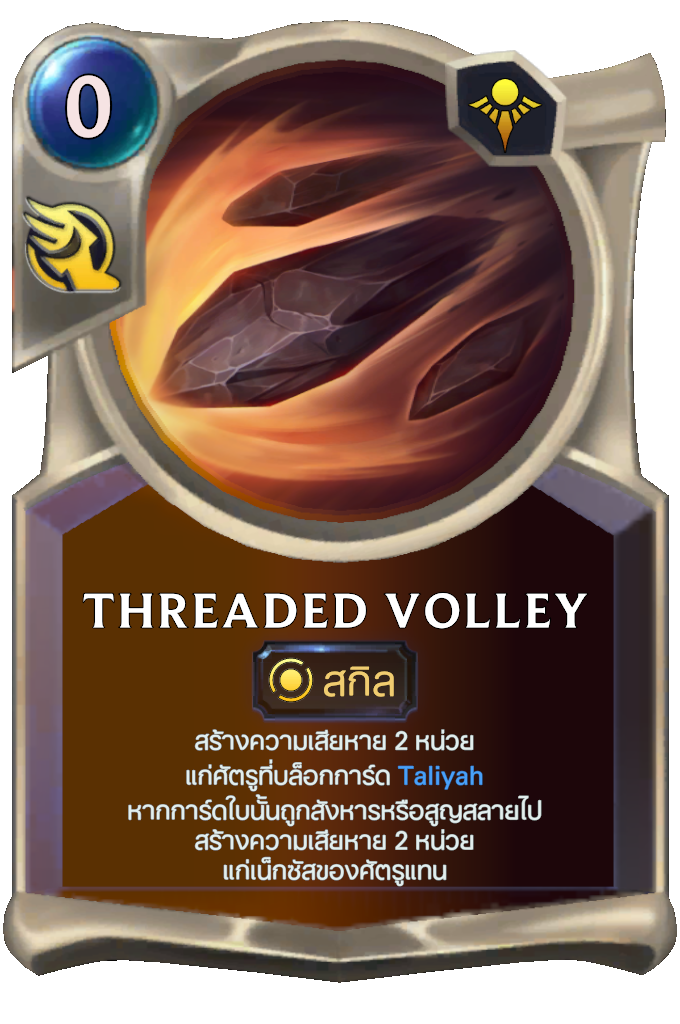 0
THREADED VOLLEY
สกิล
สร้างความเสียหาย 2 หน่วย
แก่ศัตรูที่บล็อกการ์ด Taliyah
หากการ์ดใบนั้นถูกสังหารหรือสูญสลายไป
สร้างความเสียหาย 2 หน่วย
แก่เน็กซัสของศัตรูแทน